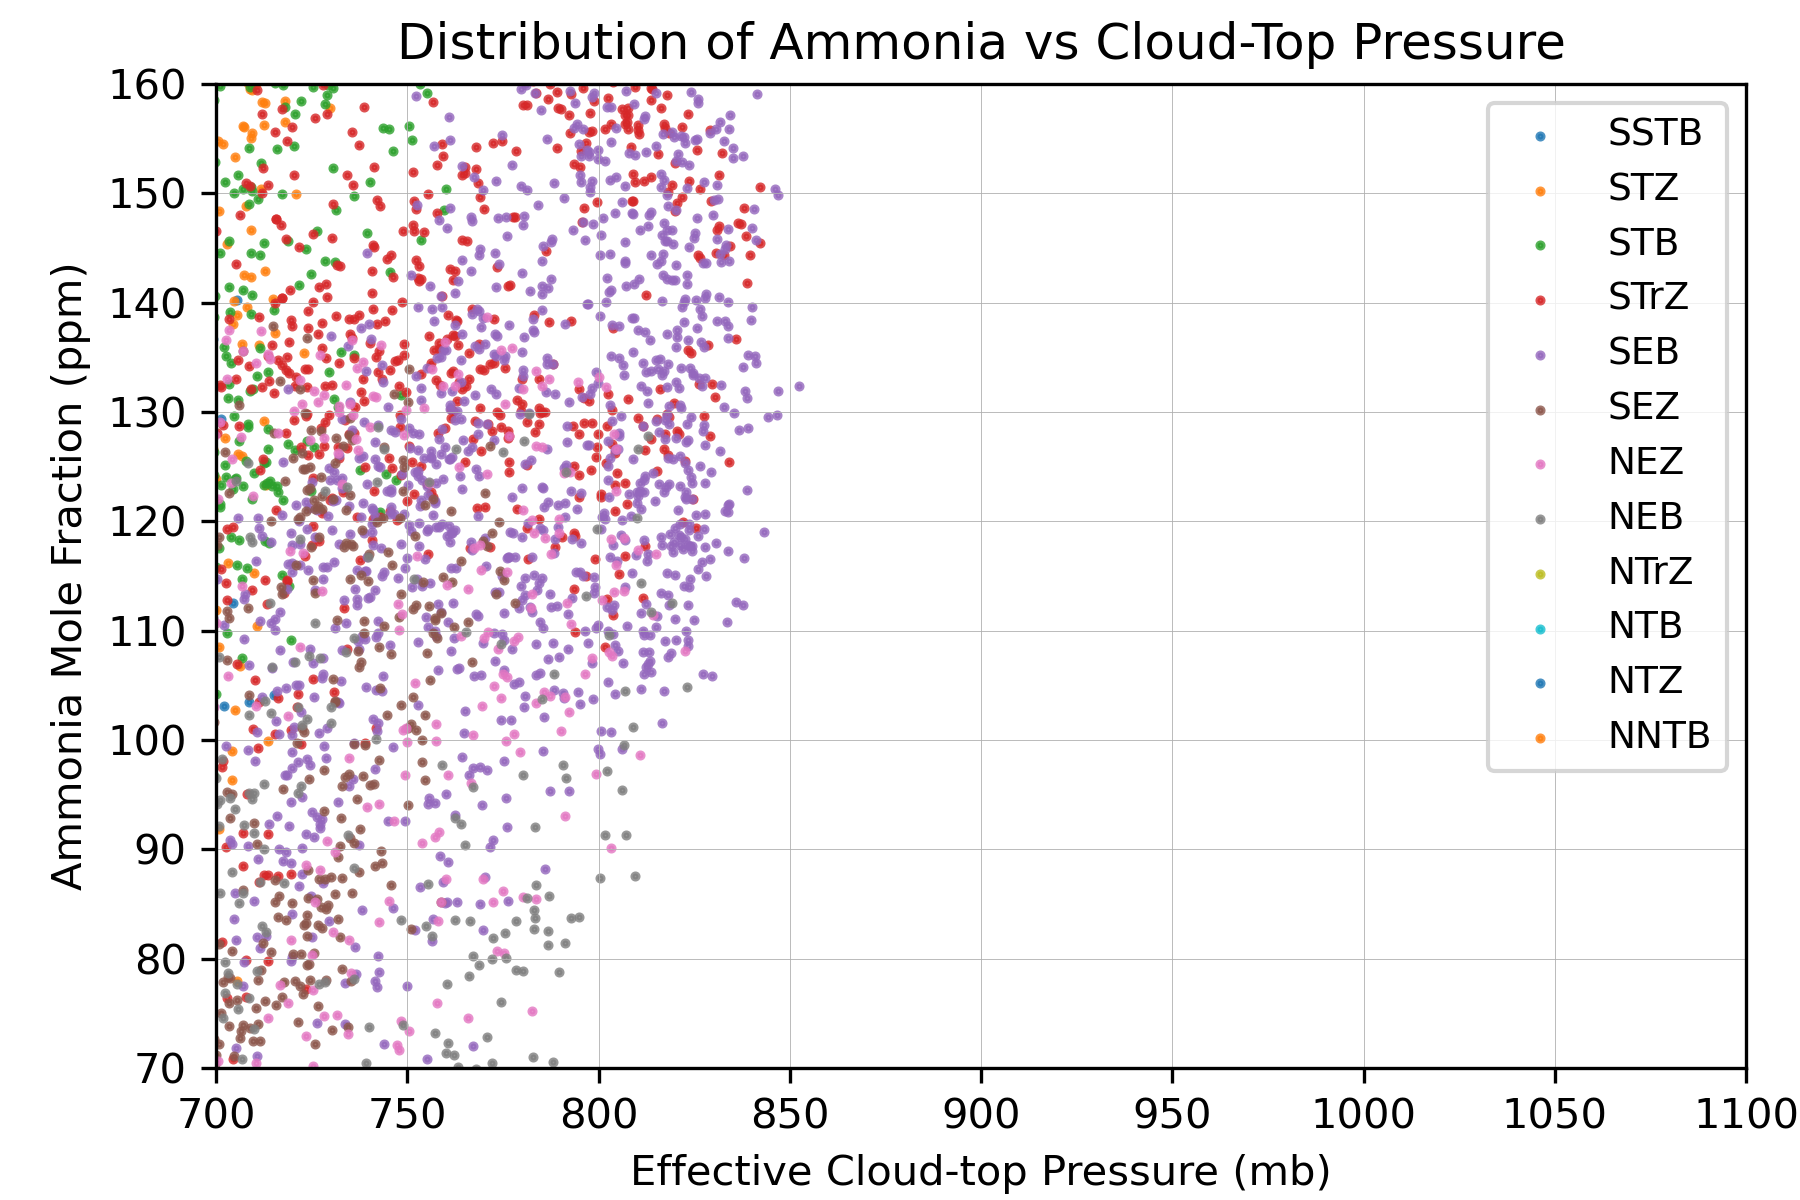 Distribution of Ammonia vs Cloud-Top Pressure
Ammonia Mole Fraction (ppm)
160
150
140
130
120
110
100
90
80
70
SSTB
STZ
STB
STrZ
SEB
SEZ
NEZ
NEB
NTrZ
NTB
NTZ
NNTB
700 750 800 850 900 950 1000 1050 1100
Effective Cloud-top Pressure (mb)